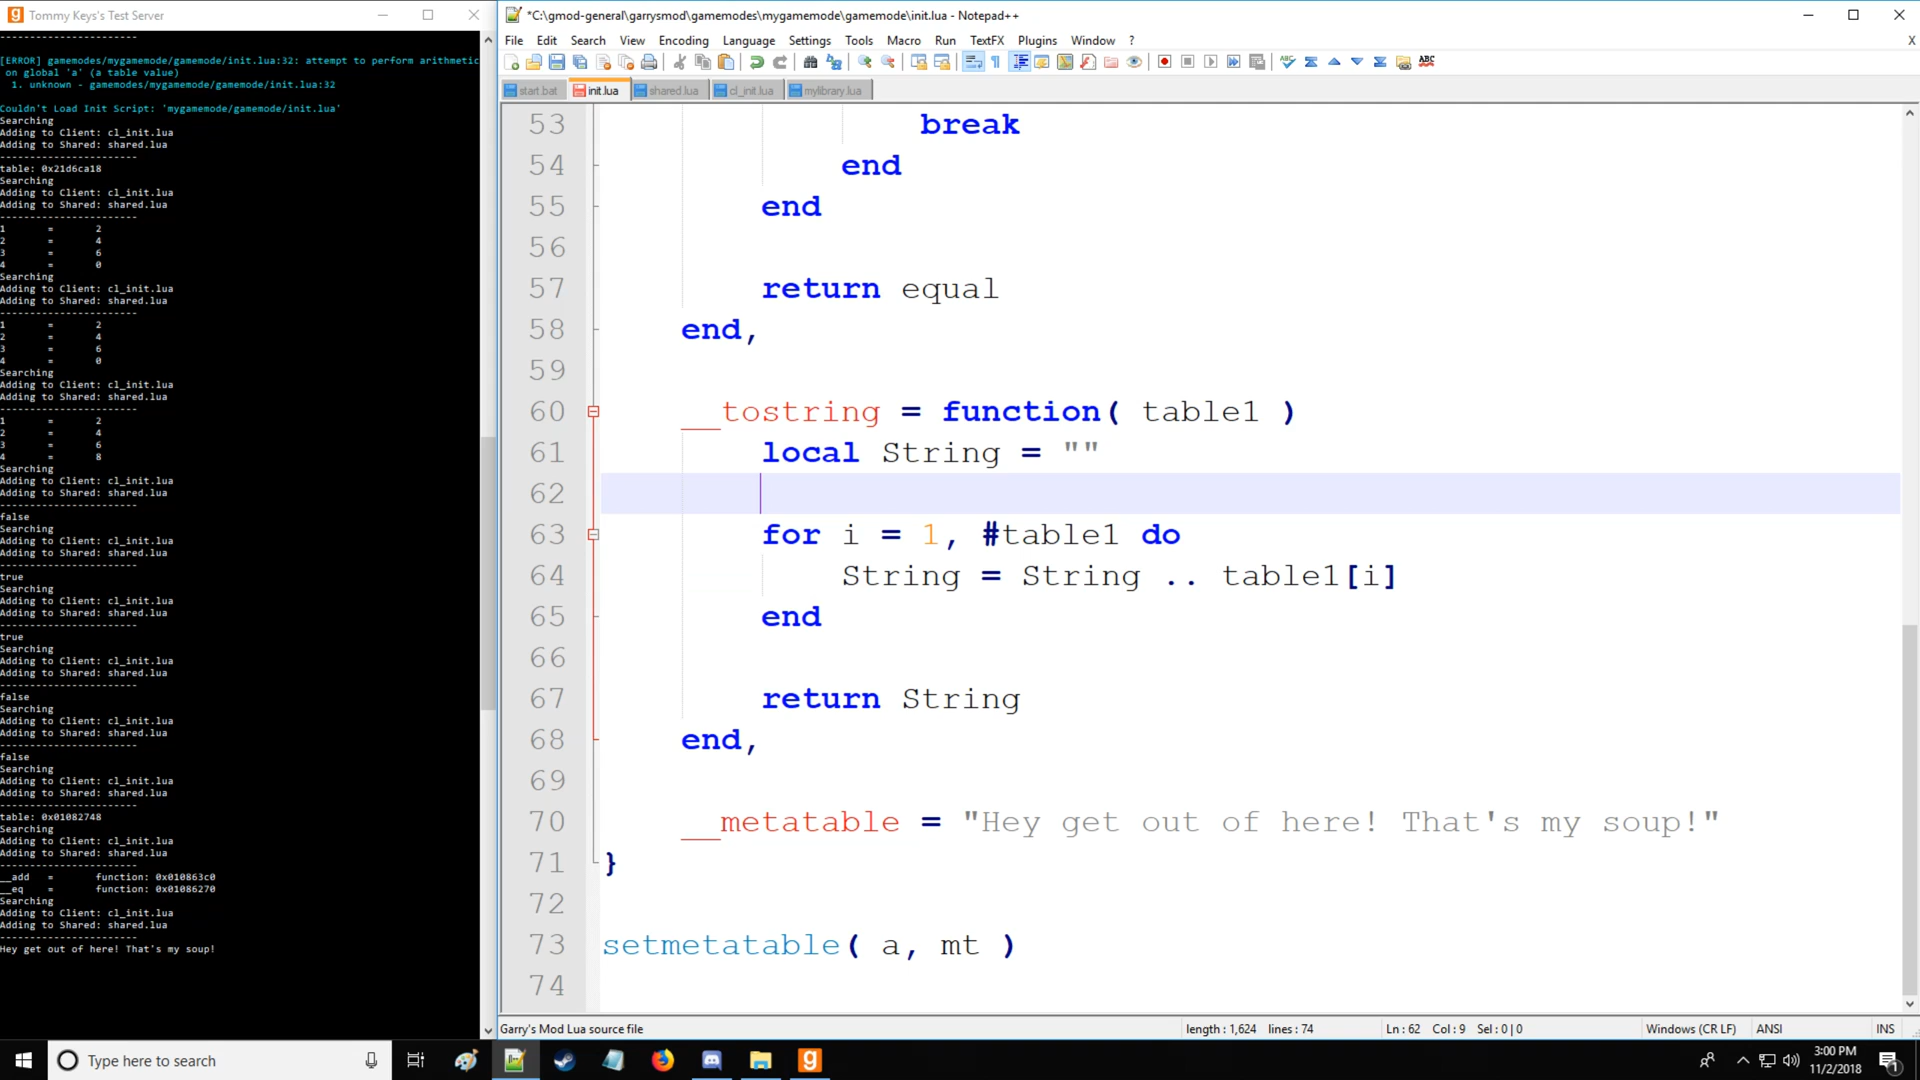 Tommy Keys's Test Server
-----------------------
[ERROR] gamemodes/mygamemode/gamemode/init.lua:32: attempt to perform arithmetic
on global 'a' (a table value)
1. unknown - gamemodes/mygamemode/gamemode/init.lua:32
Couldn't Load Init Script: 'mygamemode/gamemode/init.lua'
Searching
Adding to Client: cl_init.lua
Adding to Shared: shared.lua
-----------------------
table: 0x21d6ca18
Searching
Adding to Client: cl_init.lua
Adding to Shared: shared.lua
-----------------------
1 = 2
2 = 4
3 = 6
4 = 0
Searching
Adding to Client: cl_init.lua
Adding to Shared: shared.lua
-----------------------
1 = 2
2 = 4
3 = 6
4 = 0
Searching
Adding to Client: cl_init.lua
Adding to Shared: shared.lua
-----------------------
1 = 2
2 = 4
3 = 6
4 = 8
Searching
Adding to Client: cl_init.lua
Adding to Shared: shared.lua
-----------------------
false
Searching
Adding to Client: cl_init.lua
Adding to Shared: shared.lua
-----------------------
true
Searching
Adding to Client: cl_init.lua
Adding to Shared: shared.lua
-----------------------
true
Searching
Adding to Client: cl_init.lua
Adding to Shared: shared.lua
-----------------------
false
Searching
Adding to Client: cl_init.lua
Adding to Shared: shared.lua
-----------------------
false
Searching
Adding to Client: cl_init.lua
Adding to Shared: shared.lua
-----------------------
table: 0x01082748
Searching
Adding to Client: cl_init.lua
Adding to Shared: shared.lua
-----------------------
__add = function: 0x010863c0
__eq = function: 0x01086270
Searching
Adding to Client: cl_init.lua
Adding to Shared: shared.lua
-----------------------
Hey get out of here! That's my soup!
*C:\gmod-general\garrysmod\gamemodes\mygamemode\gamemode\init.lua - Notepad++
File Edit Search View Encoding Language Settings Tools Macro Run TextFX Plugins Window ? X
start.bat init.lua shared.lua cl_init.lua mylibrary.lua
53 break
54 end
55 end
56
57 return equal
58 end,
59
60 __tostring = function( table1 )
61 local String = ""
62
63 for i = 1, #table1 do
64 String = String .. table1[i]
65 end
66
67 return String
68 end,
69
70 __metatable = "Hey get out of here! That's my soup!"
71 }
72
73 setmetatable( a, mt )
74
Garry's Mod Lua source file length : 1,624 lines : 74 Ln : 62 Col : 9 Sel : 0 | 0 Windows (CR LF) ANSI INS
Type here to search
3:00 PM
11/2/2018